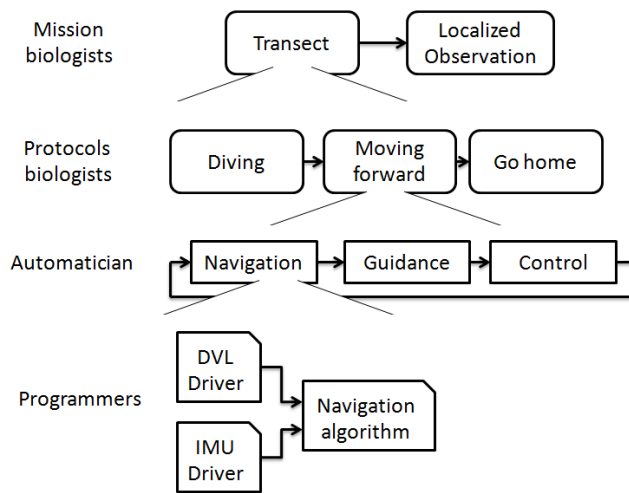 Mission
biologists
Transect
Localized
Observation
Protocols
biologists
Diving
Moving
forward
Go home
Automatician
Navigation
Guidance
Control
Programmers
DVL
Driver
IMU
Driver
Navigation
algorithm